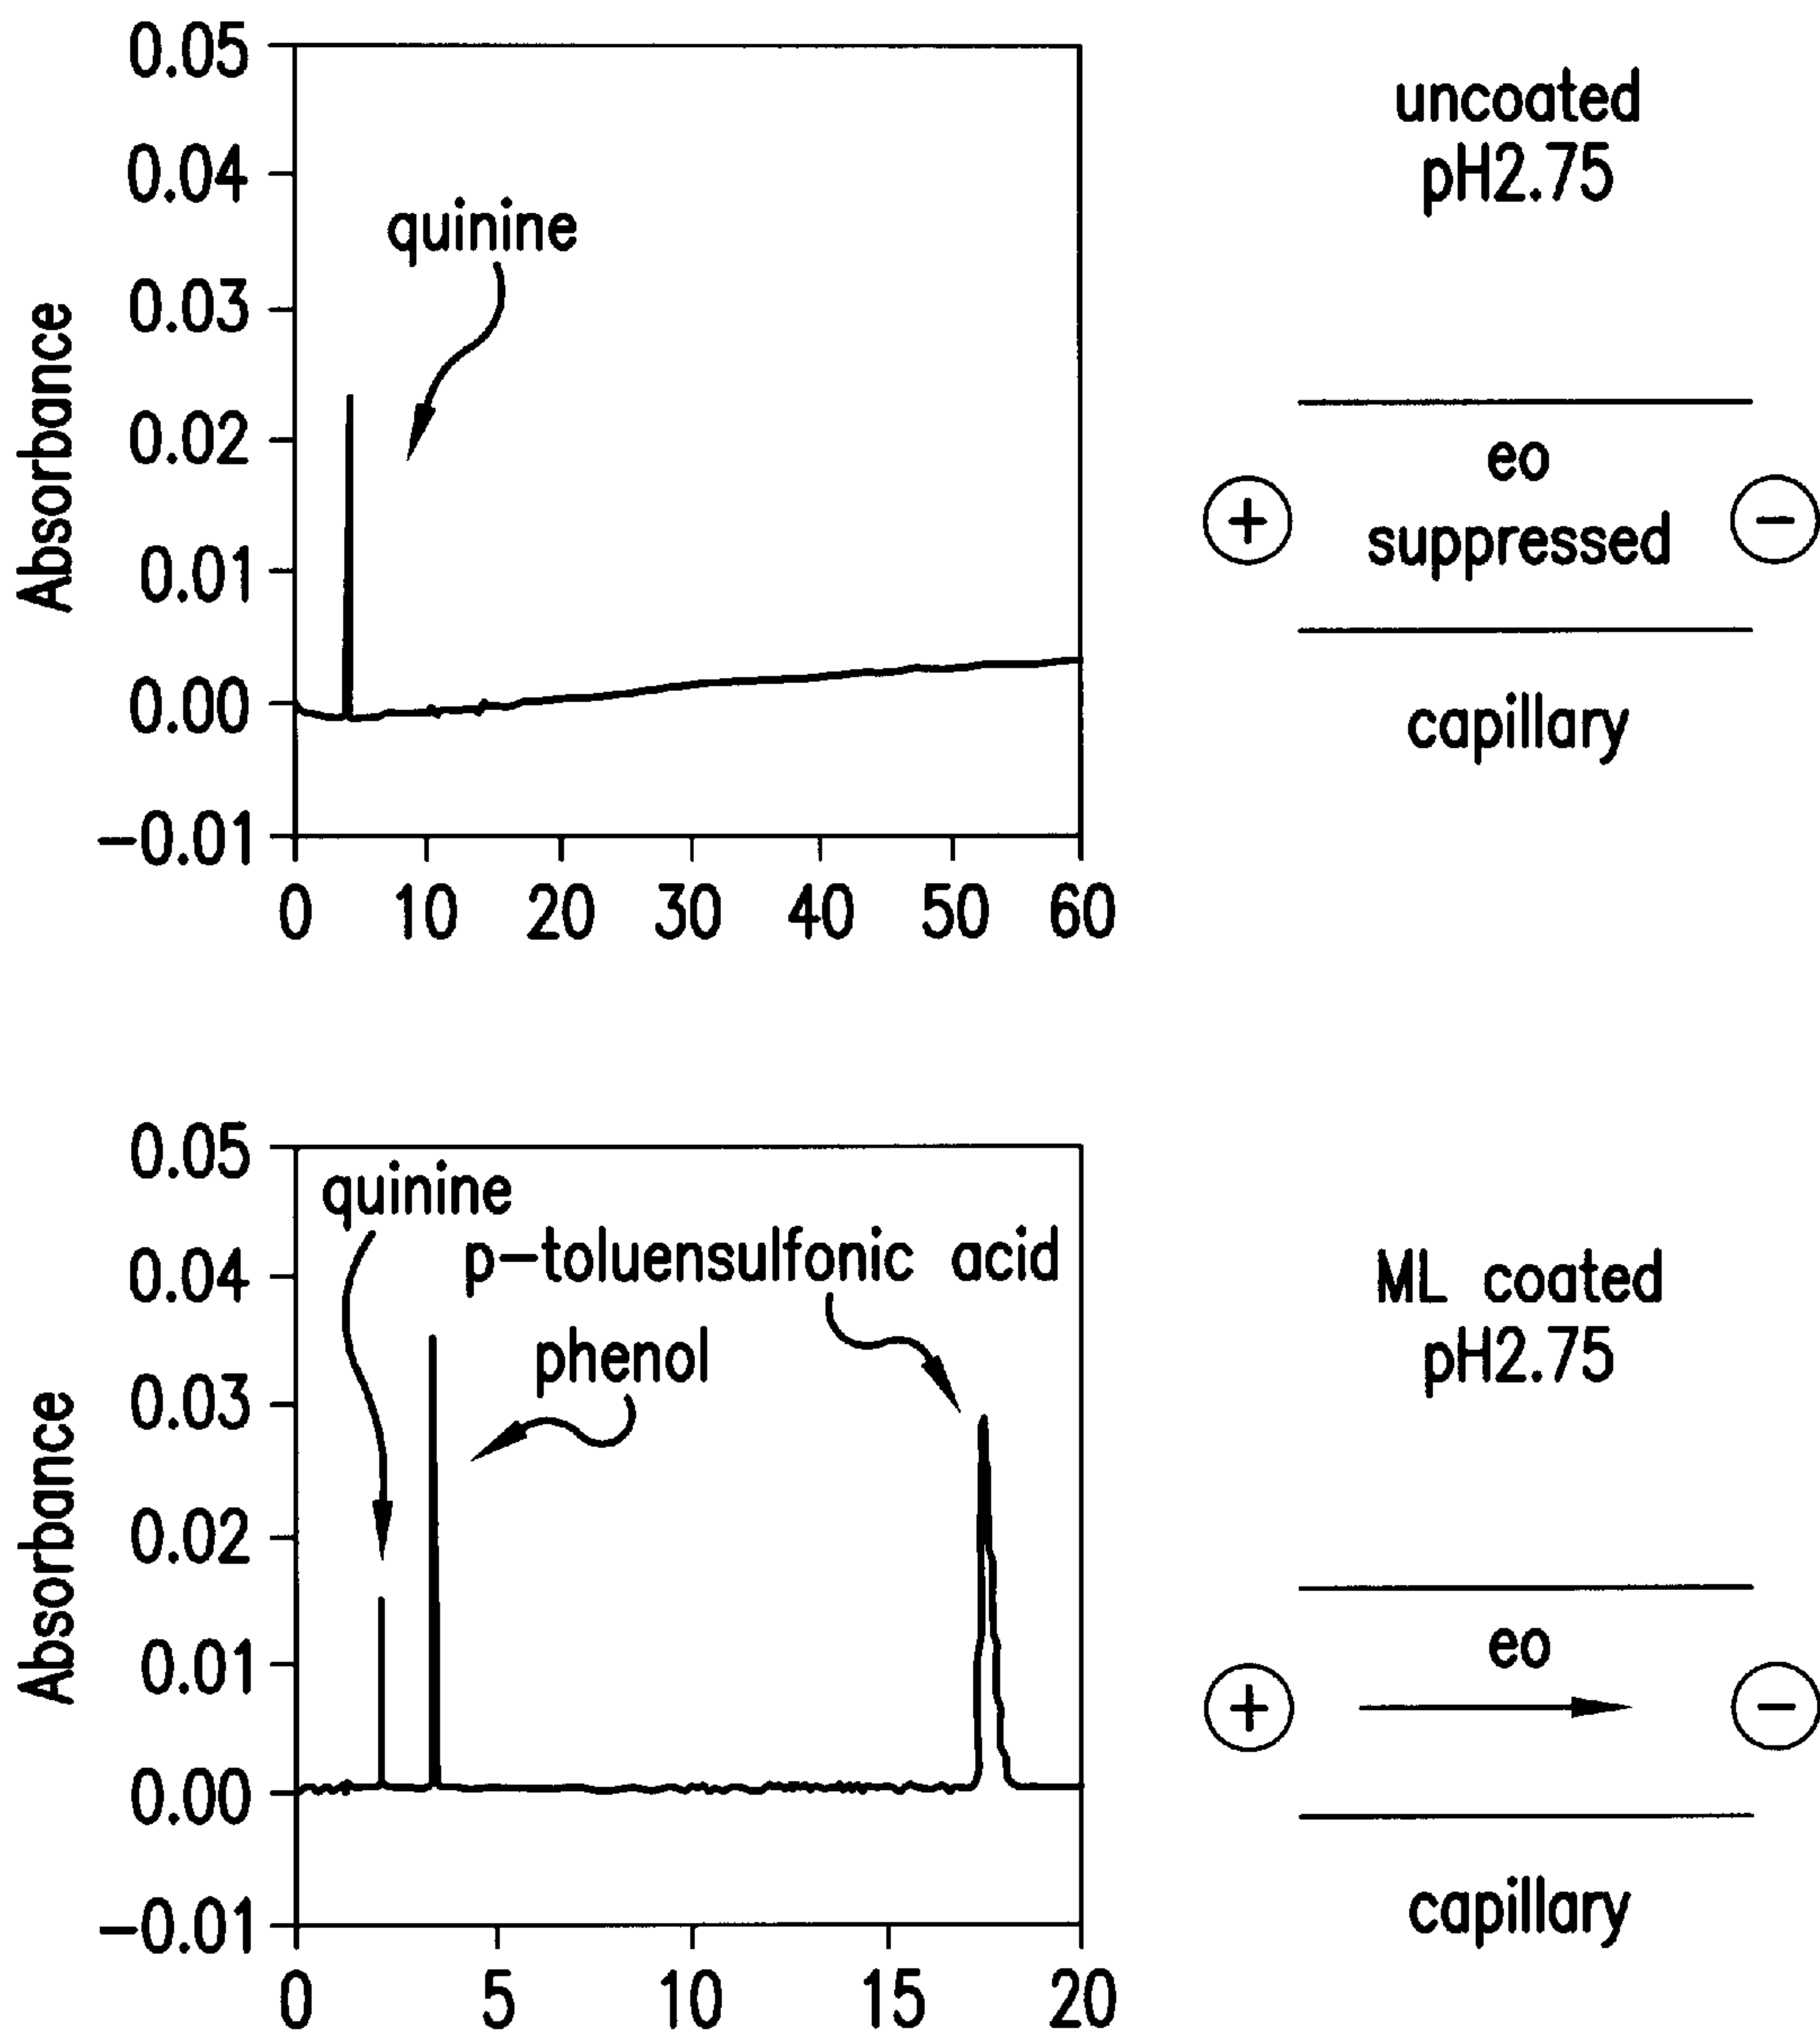 0.05
0.04
0.03
0.02
0.01
0.00
-0.01
Absorbance
quinine
0 10 20 30 40 50 60
uncoated
pH2.75
eo
+ suppressed −
capillary
0.05
0.04
0.03
0.02
0.01
0.00
-0.01
Absorbance
quinine
p-toluensulfonic acid
phenol
0 5 10 15 20
ML coated
pH2.75
eo
+ −
capillary